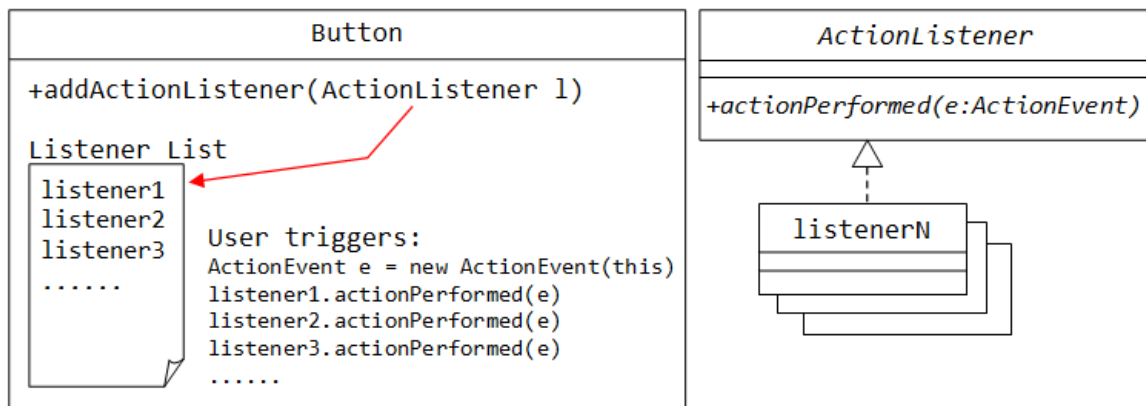 Button
+addActionListener(ActionListener l)
Listener List
listener1
listener2
listener3
......
User triggers:
ActionEvent e = new ActionEvent(this)
listener1.actionPerformed(e)
listener2.actionPerformed(e)
listener3.actionPerformed(e)
......
ActionListener
+actionPerformed(e:ActionEvent)
listenerN